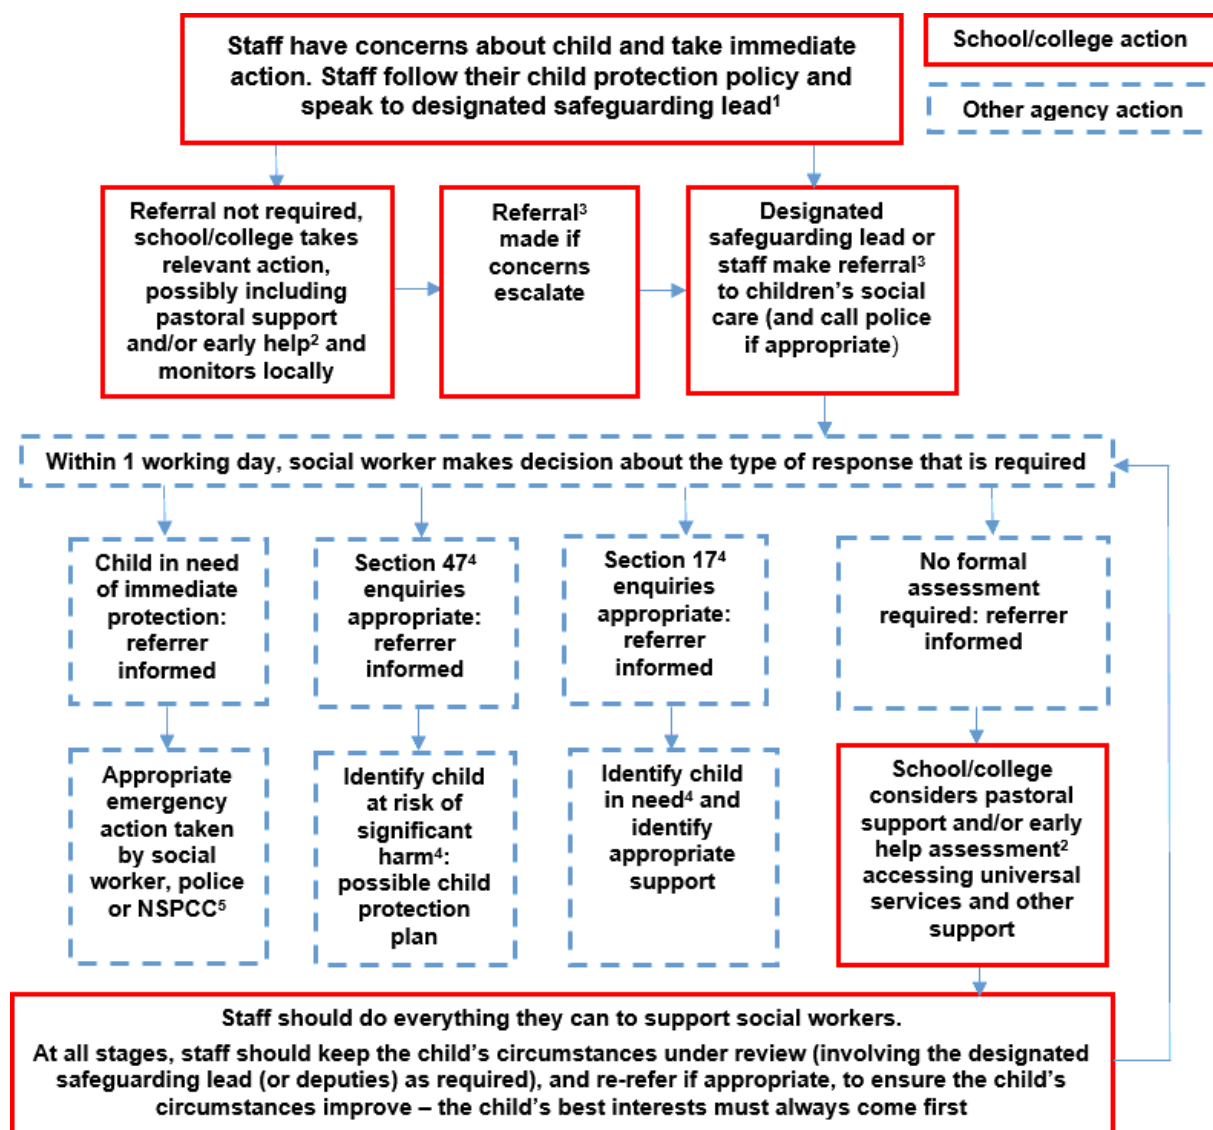 Staff have concerns about child and take immediate
action. Staff follow their child protection policy and
speak to designated safeguarding lead¹
School/college action
Other agency action
Referral not required,
school/college takes
relevant action,
possibly including
pastoral support
and/or early help² and
monitors locally
Referral³
made if
concerns
escalate
Designated
safeguarding lead or
staff make referral³
to children's social
care (and call police
if appropriate)
Within 1 working day, social worker makes decision about the type of response that is required
Child in need
of immediate
protection:
referrer
informed
Section 47⁴
enquiries
appropriate:
referrer
informed
Section 17⁴
enquiries
appropriate:
referrer
informed
No formal
assessment
required: referrer
informed
Appropriate
emergency
action taken
by social
worker, police
or NSPCC⁵
Identify child
at risk of
significant
harm⁴:
possible child
protection
plan
Identify child
in need⁴ and
identify
appropriate
support
School/college
considers pastoral
support and/or early
help assessment²
accessing universal
services and other
support
Staff should do everything they can to support social workers.
At all stages, staff should keep the child's circumstances under review (involving the designated
safeguarding lead (or deputies) as required), and re-refer if appropriate, to ensure the child's
circumstances improve – the child's best interests must always come first